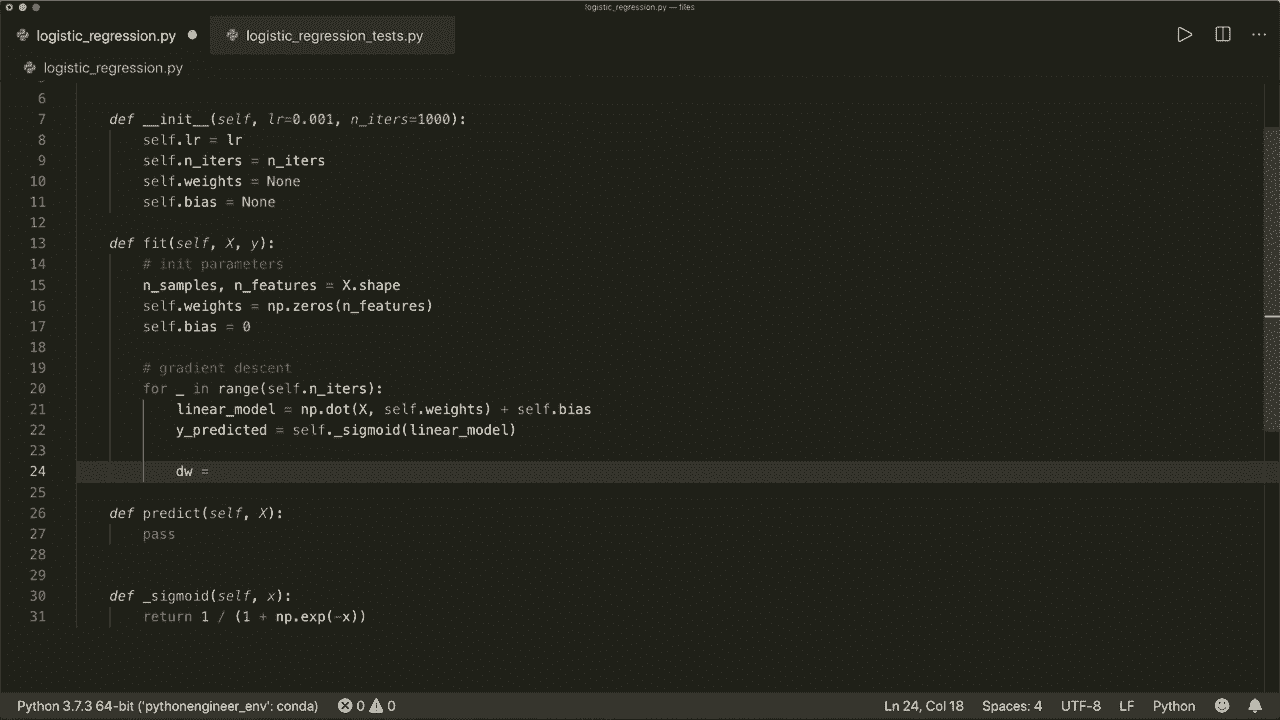 logistic_regression.py — files
logistic_regression.py
logistic_regression_tests.py
logistic_regression.py
6
7 def __init__(self, lr=0.001, n_iters=1000):
8 self.lr = lr
9 self.n_iters = n_iters
10 self.weights = None
11 self.bias = None
12
13 def fit(self, X, y):
14 # init parameters
15 n_samples, n_features = X.shape
16 self.weights = np.zeros(n_features)
17 self.bias = 0
18
19 # gradient descent
20 for _ in range(self.n_iters):
21 linear_model = np.dot(X, self.weights) + self.bias
22 y_predicted = self._sigmoid(linear_model)
23
24 dw =
25
26 def predict(self, X):
27 pass
28
29
30 def _sigmoid(self, x):
31 return 1 / (1 + np.exp(-x))
Python 3.7.3 64-bit ('pythonengineer_env': conda) 0 0 Ln 24, Col 18 Spaces: 4 UTF-8 LF Python